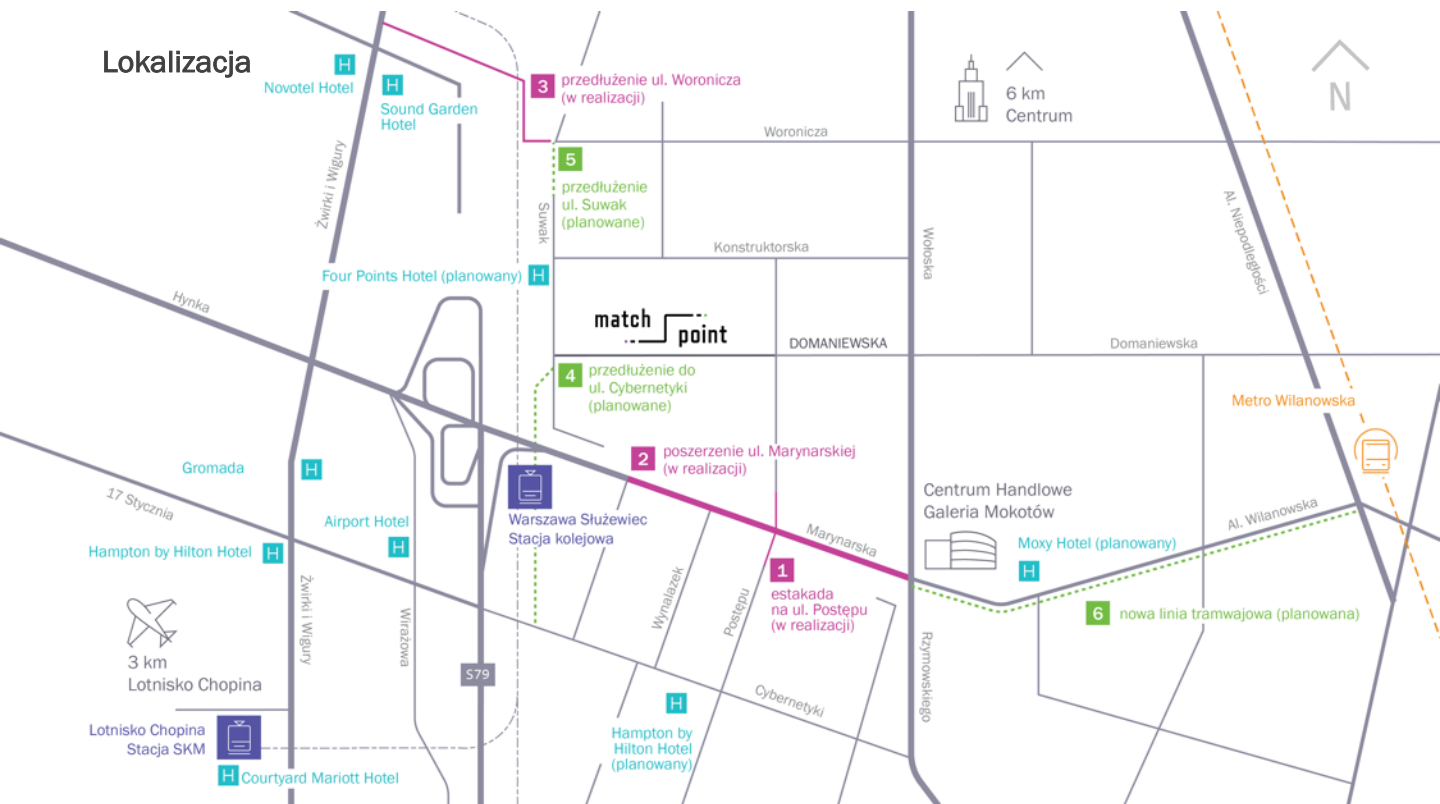 Lokalizacja
H
Novotel Hotel
H
Sound Garden
Hotel
3
przedłużenie ul. Woronicza
(w realizacji)
6 km
Centrum
N
Woronicza
Żwirki i Wigury
5
przedłużenie
ul. Suwak
(planowane)
Suwak
Konstruktorska
Wołoska
Al. Niepodległości
Four Points Hotel (planowany)
H
Hynka
match
point
DOMANIEWSKA
Domaniewska
4
przedłużenie do
ul. Cybernetyki
(planowane)
Metro Wilanowska
2
poszerzenie ul. Marynarskiej
(w realizacji)
Gromada
H
17 Stycznia
Centrum Handlowe
Galeria Mokotów
Warszawa Służewiec
Stacja kolejowa
Airport Hotel
H
Al. Wilanowska
Marynarska
Hampton by Hilton Hotel
H
Moxy Hotel (planowany)
H
1
estakada
na ul. Postępu
(w realizacji)
Wynalazek
Postępu
6
nowa linia tramwajowa (planowana)
Żwirki i Wigury
Wirażowa
3 km
Lotnisko Chopina
S79
Rzymowskiego
Cybernetyki
H
Hampton by
Hilton Hotel
(planowany)
Lotnisko Chopina
Stacja SKM
H
Courtyard Mariott Hotel